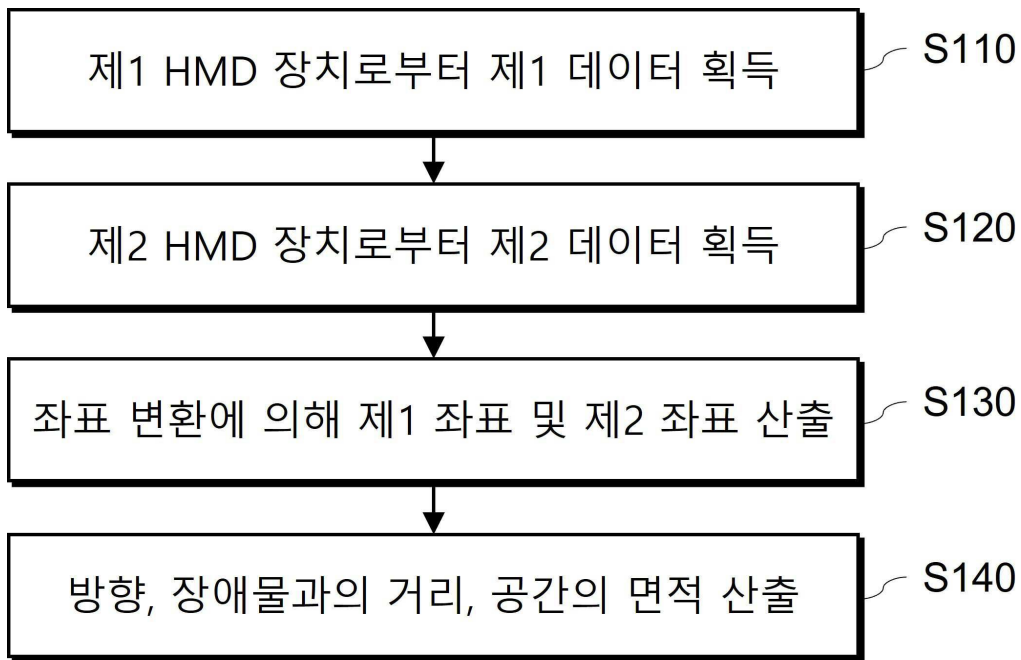 제1 HMD 장치로부터 제1 데이터 획득
S110
제2 HMD 장치로부터 제2 데이터 획득
S120
좌표 변환에 의해 제1 좌표 및 제2 좌표 산출
S130
방향, 장애물과의 거리, 공간의 면적 산출
S140